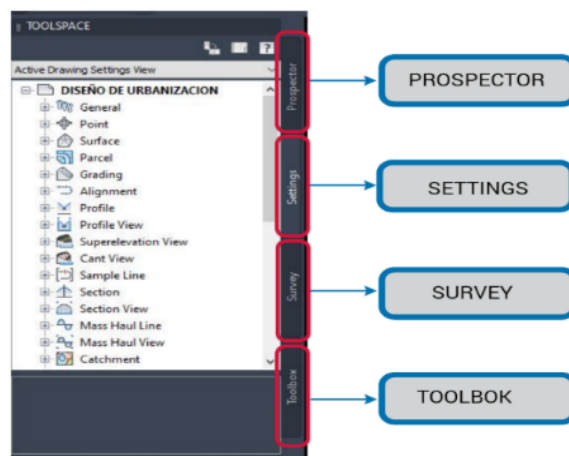 TOOLSPACE
Active Drawing Settings View
DISEÑO DE URBANIZACION
General
Point
Surface
Parcel
Grading
Alignment
Profile
Profile View
Superelevation View
Cant View
Sample Line
Section
Section View
Mass Haul Line
Mass Haul View
Catchment
Prospector
Settings
Survey
Toolbox
PROSPECTOR
SETTINGS
SURVEY
TOOLBOK